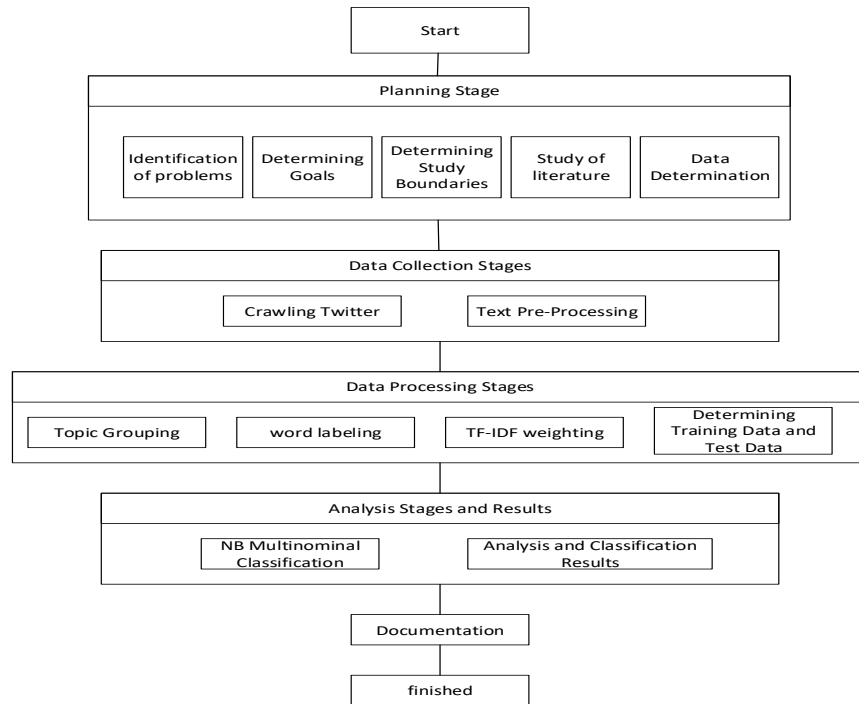 Start
Planning Stage
Identification
of problems
Determining
Goals
Determining
Study
Boundaries
Study of
literature
Data
Determination
Data Collection Stages
Crawling Twitter
Text Pre-Processing
Data Processing Stages
Topic Grouping
word labeling
TF-IDF weighting
Determining
Training Data and
Test Data
Analysis Stages and Results
NB Multinominal
Classification
Analysis and Classification
Results
Documentation
finished